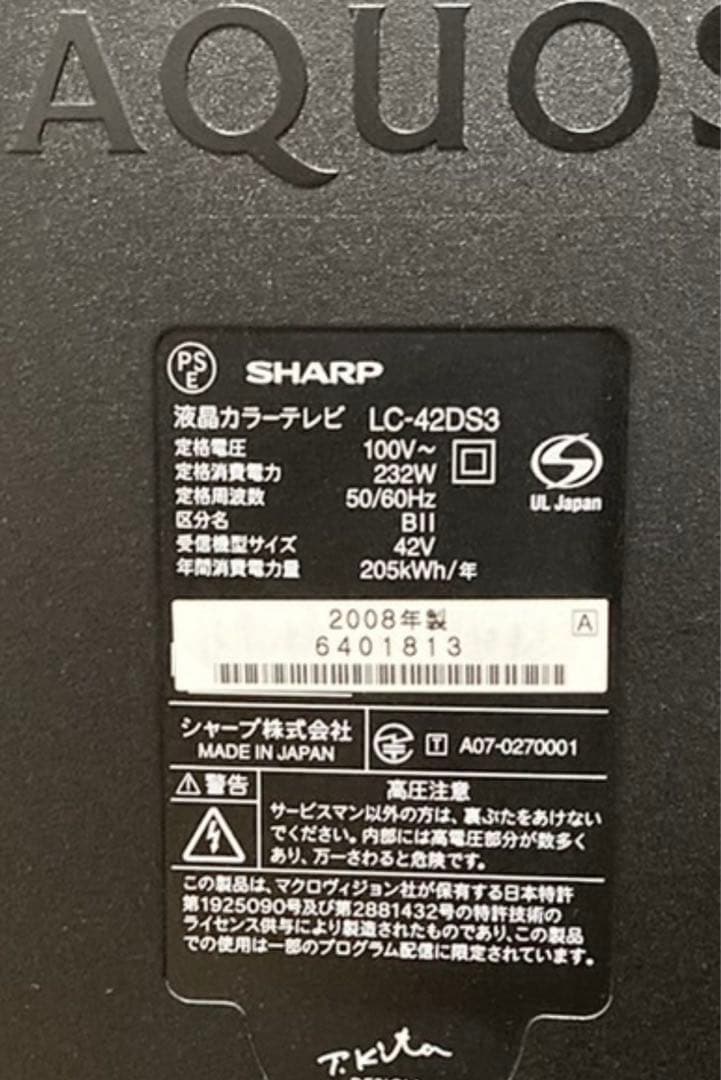 AQUOS
PSE SHARP
液晶カラーテレビ LC-42DS3
定格電圧 100V～
定格消費電力 232W
定格周波数 50/60Hz
区分名 BII
受信機型サイズ 42V
年間消費電力量 205kWh/年
UL Japan
2008年製 A
6401813
シャープ株式会社
MADE IN JAPAN
T A07-0270001
警告
高圧注意
サービスマン以外の方は、裏ぶたをあけない
でください。内部には高電圧部分が数多く
あり、万一さわると危険です。
この製品は、マクロヴィジョン社が保有する日本特許
第1925090号及び第2881432号の特許技術の
ライセンス供与により製造されたものであり、この製品
での使用は一部のプログラム配信に限定されています。
T. Kita